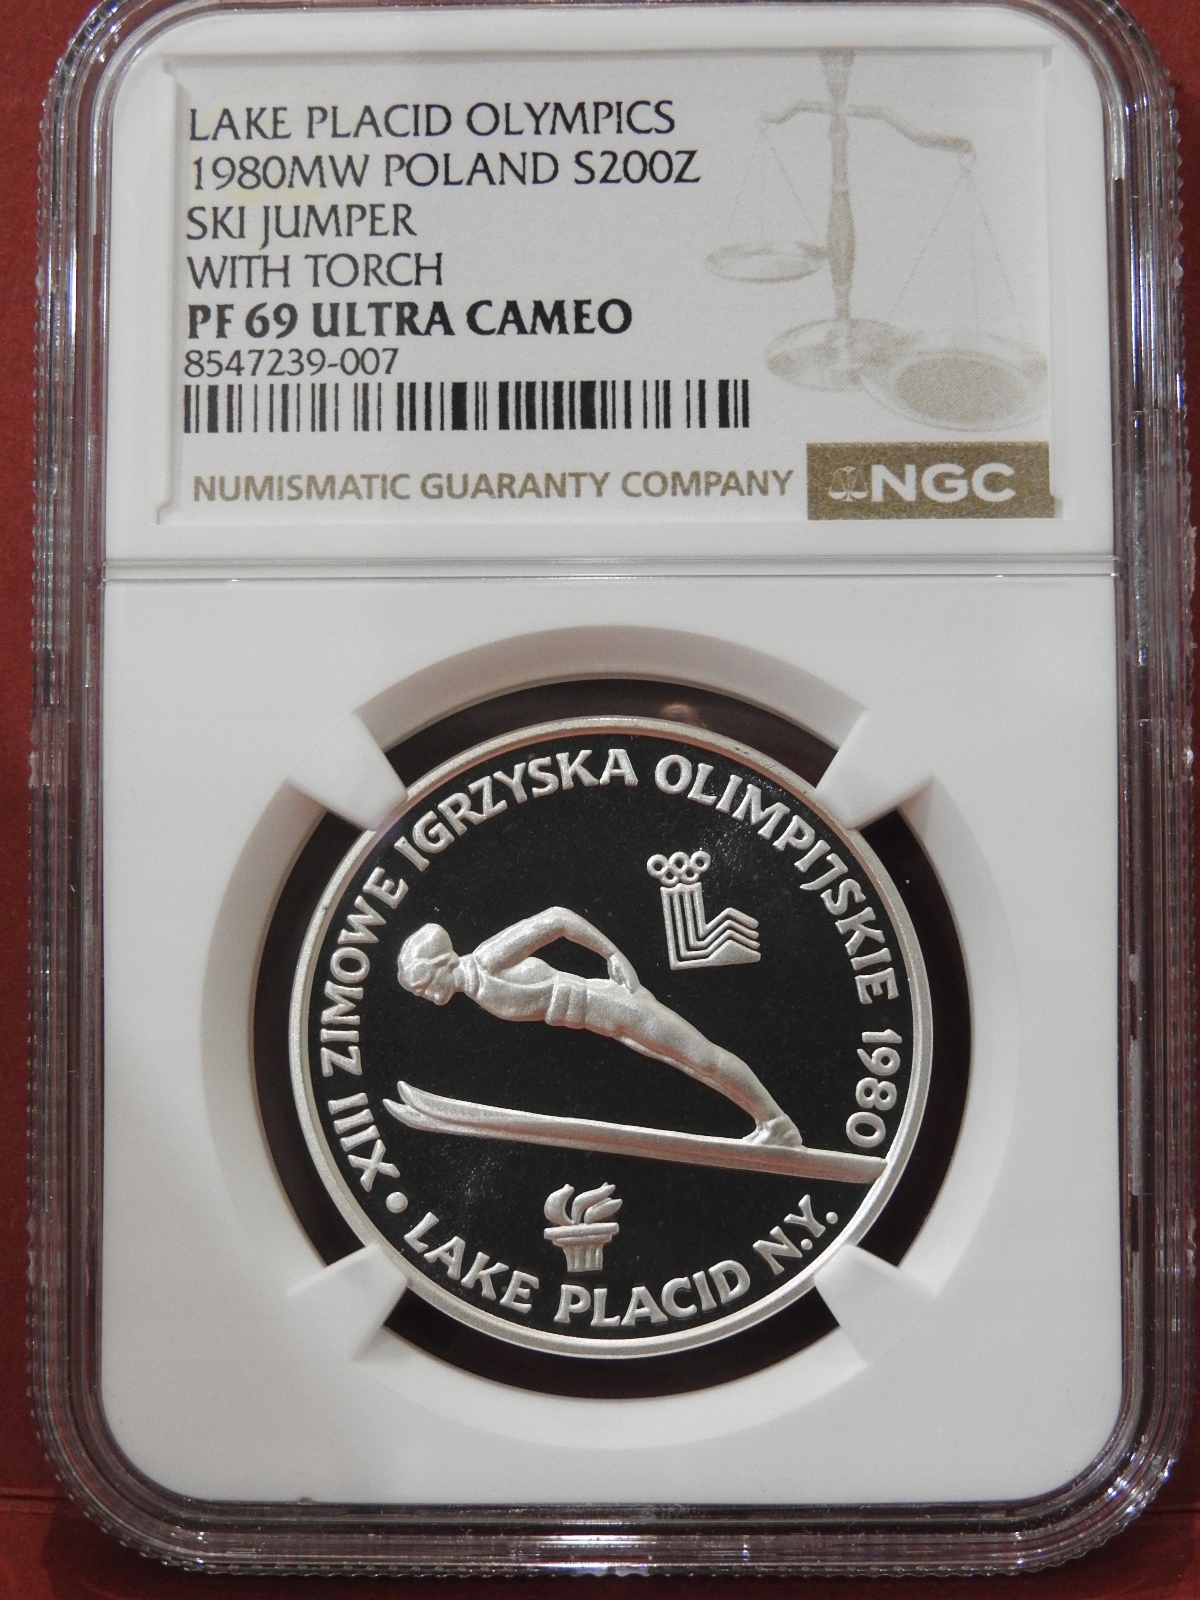 LAKE PLACID OLYMPICS
1980MW POLAND S200Z
SKI JUMPER
WITH TORCH
PF 69 ULTRA CAMEO
8547239-007
NUMISMATIC GUARANTY COMPANY
NGC
XIII ZIMOWE IGRZYSKA OLIMPIJSKIE 1980
LAKE PLACID N.Y.